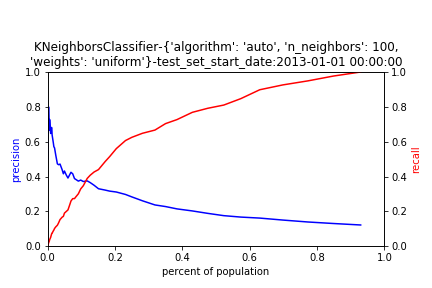 KNeighborsClassifier-{'algorithm': 'auto', 'n_neighbors': 100,
'weights': 'uniform'}-test_set_start_date:2013-01-01 00:00:00
1.0
0.8
0.6
0.4
0.2
0.0
precision
1.0
0.8
0.6
0.4
0.2
0.0
recall
0.0 0.2 0.4 0.6 0.8 1.0
percent of population